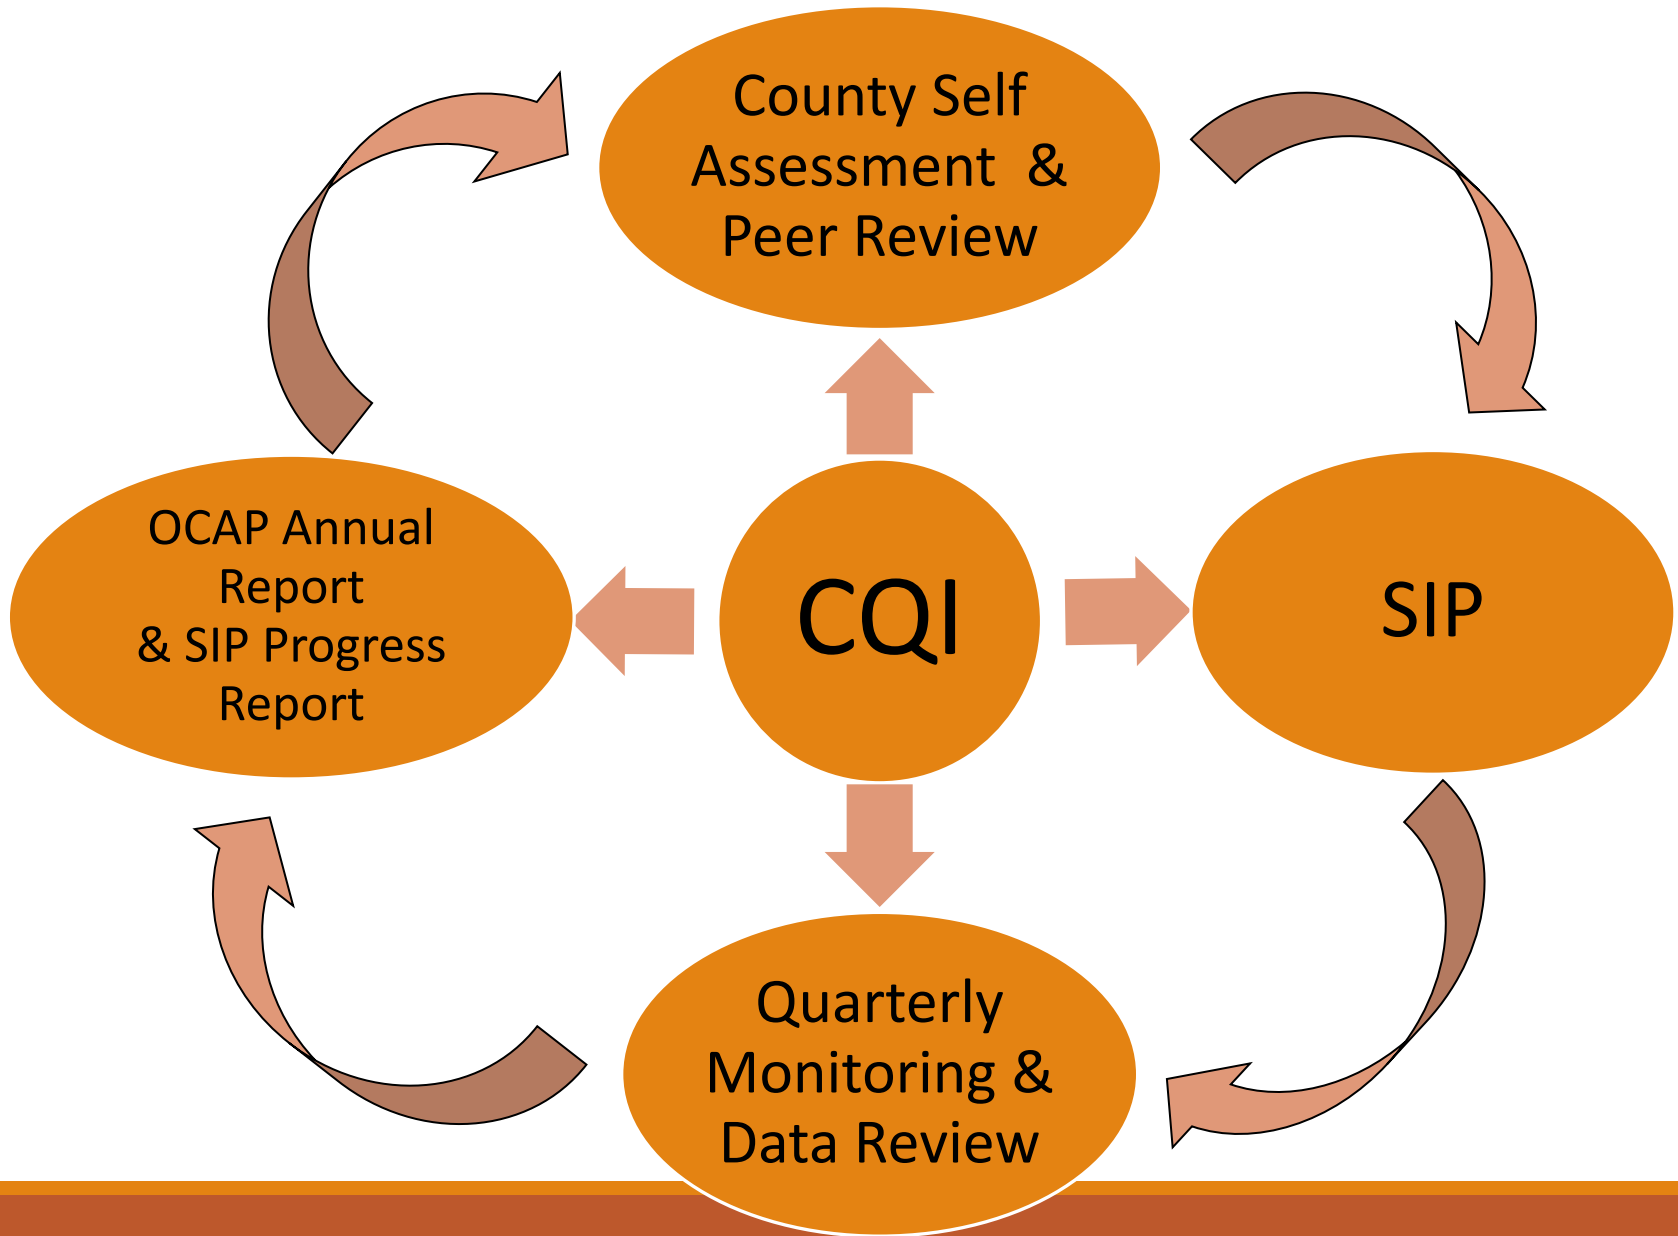 County Self
Assessment  &
Peer Review
OCAP Annual
Report
& SIP Progress
Report
CQI
SIP
Quarterly
Monitoring &
Data Review